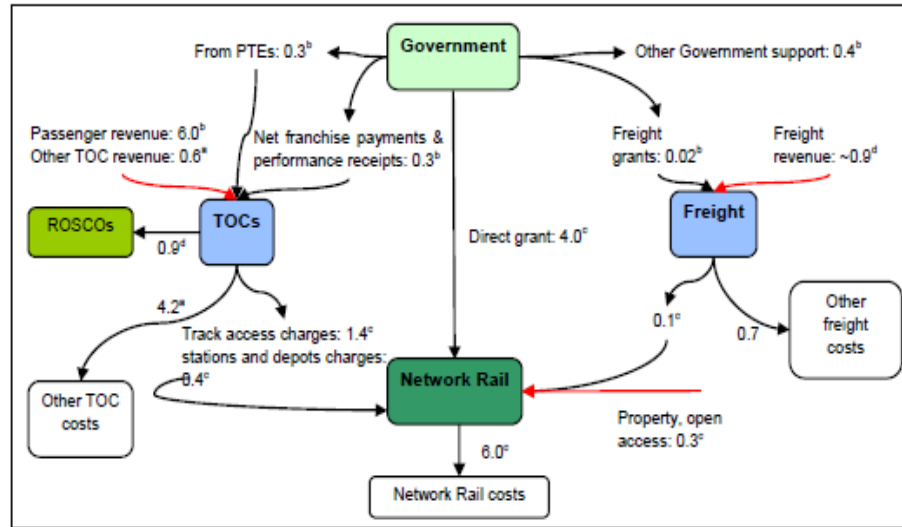 Government
From PTEs: 0.3ᵇ
Other Government support: 0.4ᵇ
Passenger revenue: 6.0ᵇ
Other TOC revenue: 0.6ᵃ
Net franchise payments &
performance receipts: 0.3ᵇ
Freight
grants: 0.02ᵇ
Freight
revenue: ~0.9ᵈ
ROSCOs
TOCs
Freight
0.9ᵈ
Direct grant: 4.0ᶜ
4.2ᵃ
Track access charges: 1.4ᶜ
stations and depots charges:
0.4ᶜ
0.1ᶜ
0.7
Other
freight
costs
Other TOC
costs
Network Rail
Property, open
access: 0.3ᶜ
6.0ᶜ
Network Rail costs